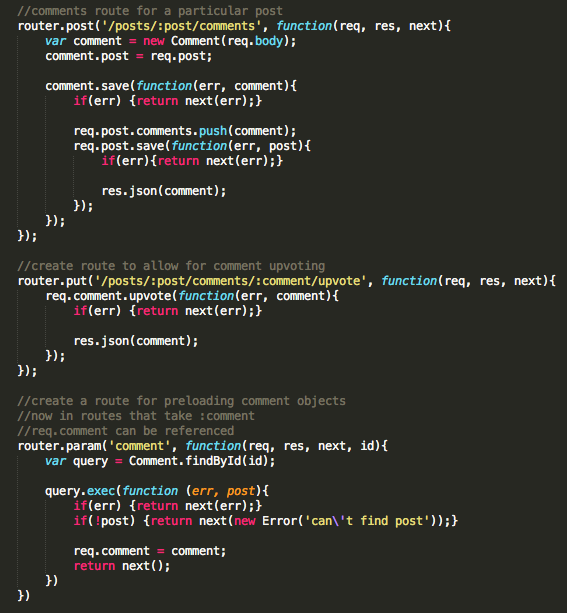 //comments route for a particular post
router.post('/posts/:post/comments', function(req, res, next){
    var comment = new Comment(req.body);
    comment.post = req.post;

    comment.save(function(err, comment){
        if(err) {return next(err);}

        req.post.comments.push(comment);
        req.post.save(function(err, post){
            if(err){return next(err);}

            res.json(comment);
        });
    });
});

//create route to allow for comment upvoting
router.put('/posts/:post/comments/:comment/upvote', function(req, res, next){
    req.comment.upvote(function(err, comment){
        if(err) {return next(err);}

        res.json(comment);
    });
});

//create a route for preloading comment objects
//now in routes that take :comment
//req.comment can be referenced
router.param('comment', function(req, res, next, id){
    var query = Comment.findById(id);

    query.exec(function (err, post){
        if(err) {return next(err);}
        if(!post) {return next(new Error('can\'t find post'));}

        req.comment = comment;
        return next();
    })
})